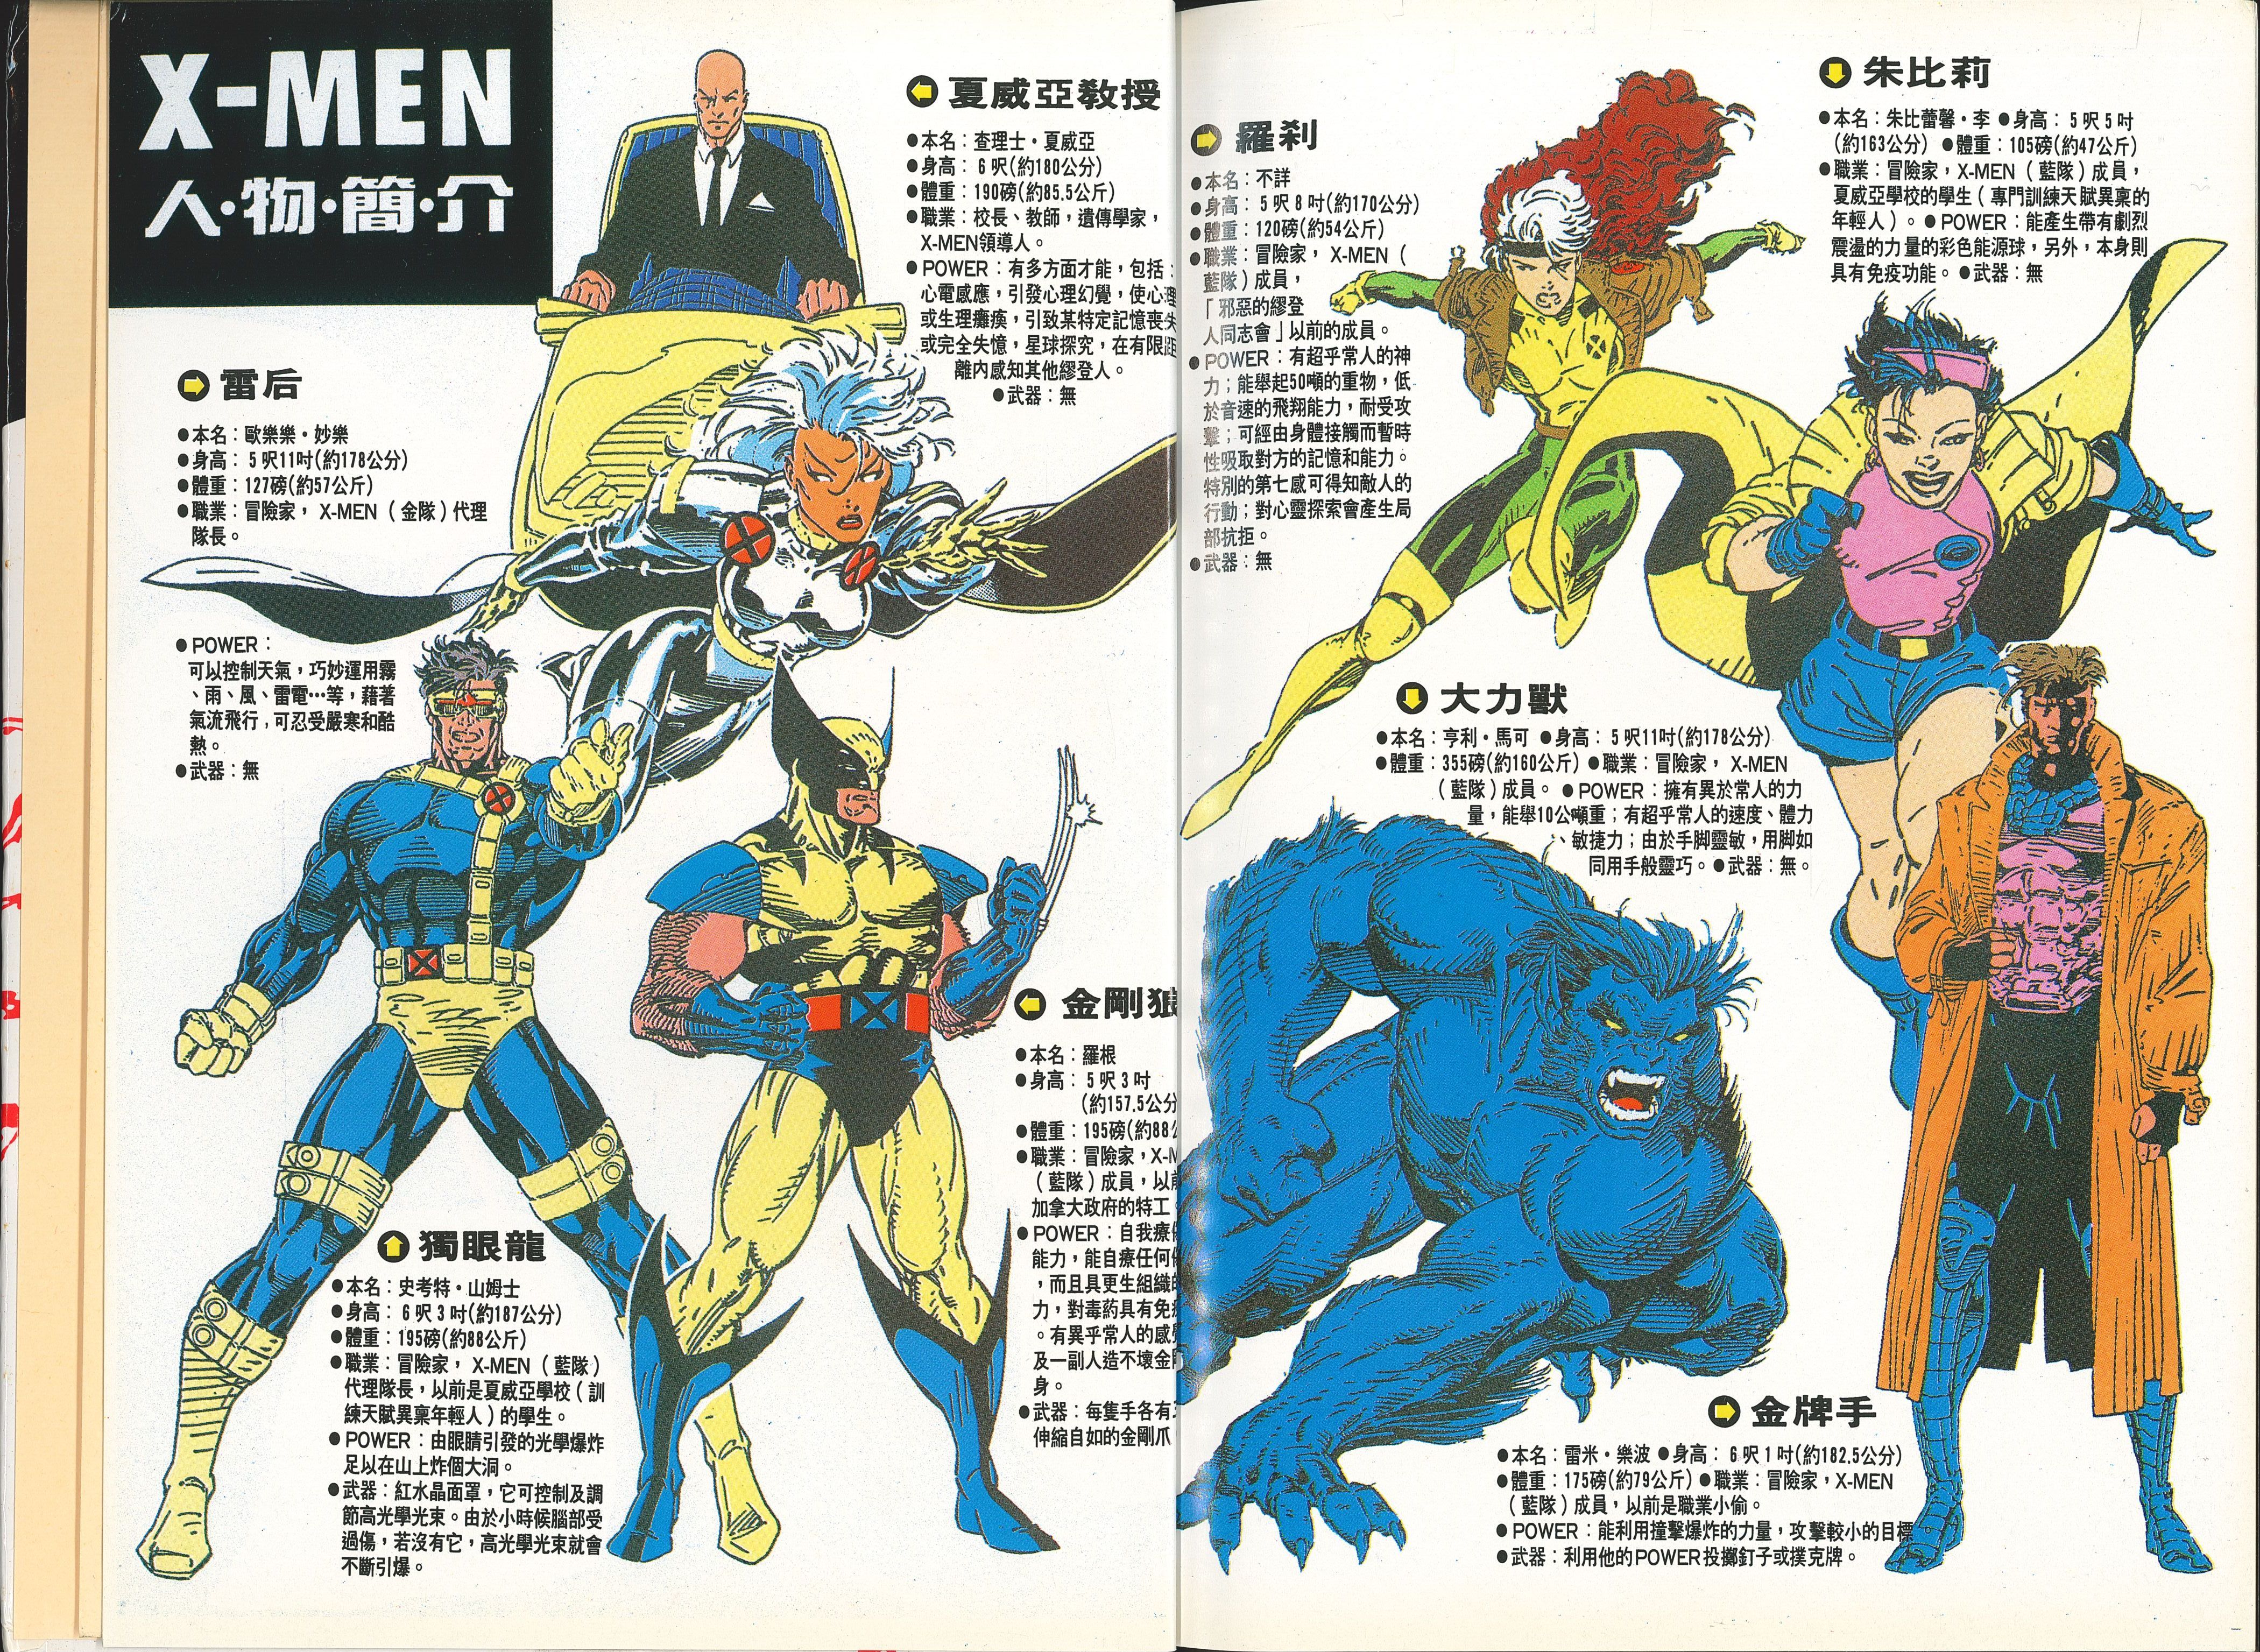 X-MEN
人·物·簡·介
夏威亞教授
●本名：查理士·夏威亞
●身高：6呎(約180公分)
●體重：190磅(約85.5公斤)
●職業：校長、教師，遺傳學家，
X-MEN領導人。
●POWER：有多方面才能，包括：
心電感應，引發心理幻覺，使心理
或生理癱瘓，引致某特定記憶喪失
或完全失憶，星球探究，在有限距
離內感知其他繆登人。
●武器：無
雷后
●本名：歐樂樂·妙樂
●身高：5呎11吋(約178公分)
●體重：127磅(約57公斤)
●職業：冒險家，X-MEN（金隊）代理
隊長。
●POWER：
可以控制天氣，巧妙運用霧
、雨、風、雷電…等，藉著
氣流飛行，可忍受嚴寒和酷
熱。
●武器：無
獨眼龍
●本名：史考特·山姆士
●身高：6呎3吋(約187公分)
●體重：195磅(約88公斤)
●職業：冒險家，X-MEN（藍隊）
代理隊長，以前是夏威亞學校（訓
練天賦異稟年輕人）的學生。
●POWER：由眼睛引發的光學爆炸
足以在山上炸個大洞。
●武器：紅水晶面罩，它可控制及調
節高光學光束。由於小時候腦部受
過傷，若沒有它，高光學光束就會
不斷引爆。
金剛狼
●本名：羅根
●身高：5呎3吋
(約157.5公分
●體重：195磅(約88
●職業：冒險家，X-
（藍隊）成員，以前
加拿大政府的特工
●POWER：自我療
能力，能自療任何
，而且具更生組織
力，對毒药具有免
。有異乎常人的感
及一副人造不壞金
身。
●武器：每隻手各有
伸縮自如的金剛爪
羅剎
●本名：不詳
●身高：5呎8吋(約170公分)
●體重：120磅(約54公斤)
●職業：冒險家，X-MEN（
藍隊）成員，
「邪惡的繆登
人同志會」以前的成員。
●POWER：有超乎常人的神
力；能舉起50噸的重物，低
於音速的飛翔能力，耐受攻
擊；可經由身體接觸而暫時
性吸取對方的記憶和能力。
特別的第七感可得知敵人的
行動；對心靈探索會產生局
部抗拒。
●武器：無
朱比莉
●本名：朱比蕾馨·李 ●身高：5呎5吋
(約163公分) ●體重：105磅(約47公斤)
●職業：冒險家，X-MEN（藍隊）成員，
夏威亞學校的學生（專門訓練天賦異稟的
年輕人）。●POWER：能產生帶有劇烈
震盪的力量的彩色能源球，另外，本身則
具有免疫功能。●武器：無
大力獸
●本名：亨利·馬可 ●身高：5呎11吋(約178公分)
●體重：355磅(約160公斤) ●職業：冒險家，X-MEN
（藍隊）成員。●POWER：擁有異於常人的力
量，能舉10公噸重；有超乎常人的速度、體力
、敏捷力；由於手脚靈敏，用脚如
同用手般靈巧。●武器：無。
金牌手
●本名：雷米·樂波 ●身高：6呎1吋(約182.5公分)
●體重：175磅(約79公斤) ●職業：冒險家，X-MEN
（藍隊）成員，以前是職業小偷。
●POWER：能利用撞擊爆炸的力量，攻擊較小的目標
●武器：利用他的POWER投擲釘子或撲克牌。